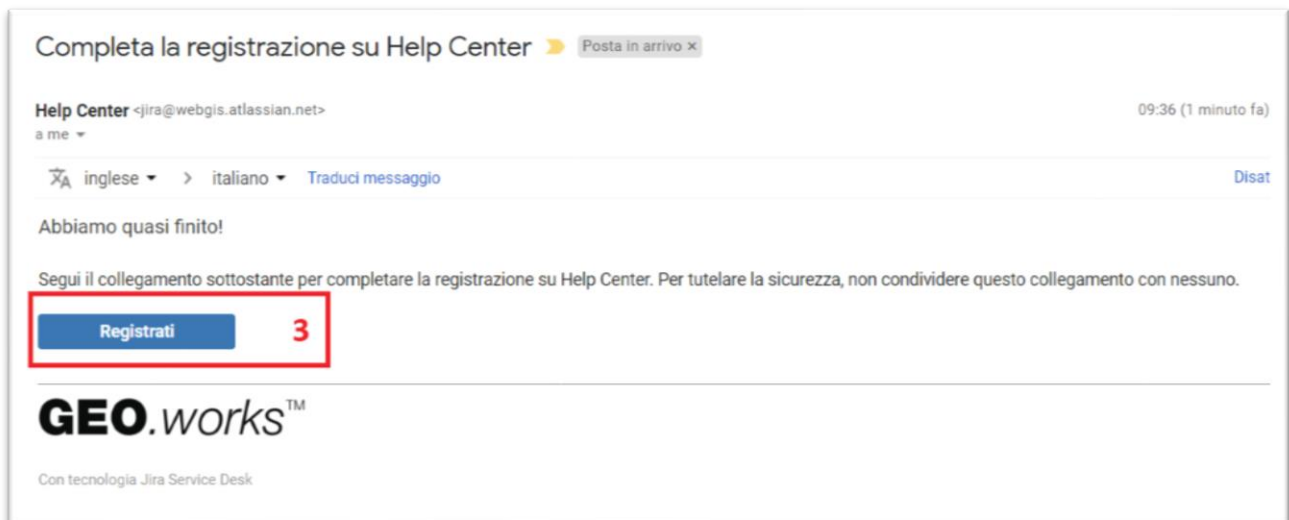 Completa la registrazione su Help Center Posta in arrivo ×
Help Center <jira@webgis.atlassian.net> 09:36 (1 minuto fa)
a me
inglese > italiano Traduci messaggio Disat
Abbiamo quasi finito!
Segui il collegamento sottostante per completare la registrazione su Help Center. Per tutelare la sicurezza, non condividere questo collegamento con nessuno.
Registrati 3
GEO.works™
Con tecnologia Jira Service Desk